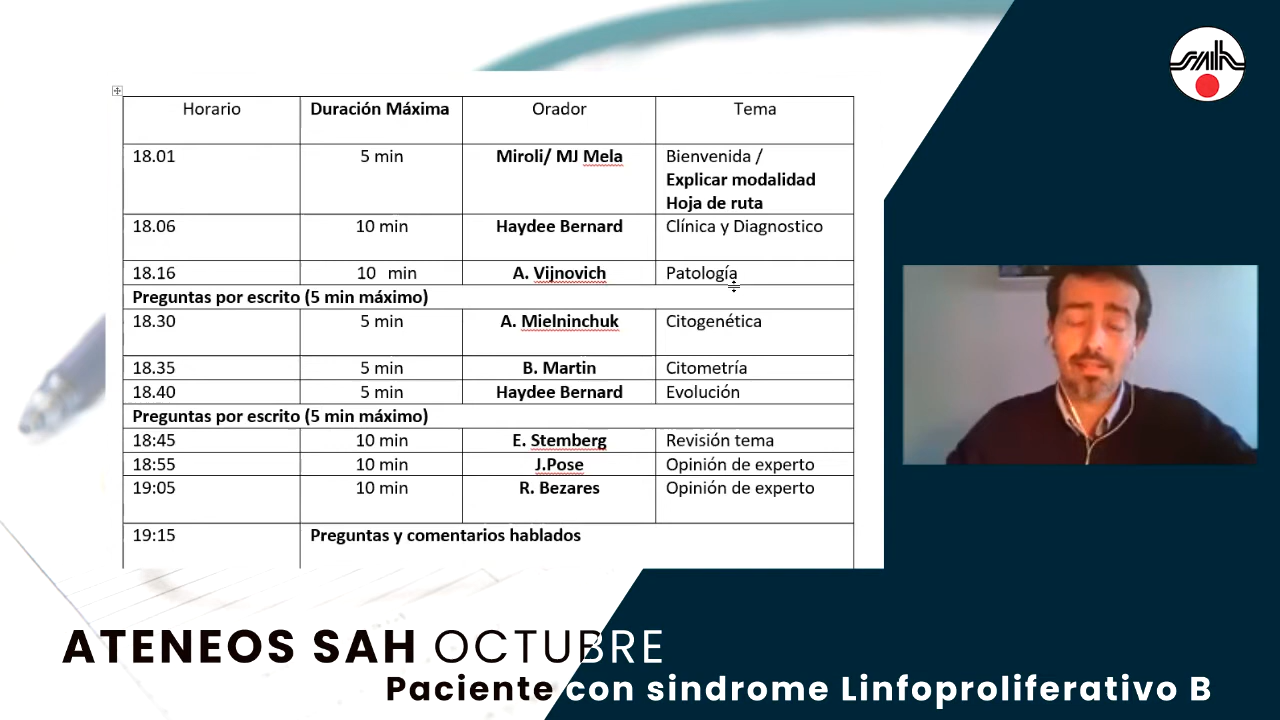 Horario Duración Máxima Orador Tema
18.01 5 min Miroli/ MJ Mela Bienvenida /
Explicar modalidad
Hoja de ruta
18.06 10 min Haydee Bernard Clínica y Diagnostico
18.16 10 min A. Vijnovich Patología
Preguntas por escrito (5 min máximo)
18.30 5 min A. Mielninchuk Citogenética
18.35 5 min B. Martin Citometría
18.40 5 min Haydee Bernard Evolución
Preguntas por escrito (5 min máximo)
18:45 10 min E. Stemberg Revisión tema
18:55 10 min J.Pose Opinión de experto
19:05 10 min R. Bezares Opinión de experto
19:15 Preguntas y comentarios hablados
sah
ATENEOS SAH OCTUBRE
Paciente con sindrome Linfoproliferativo B